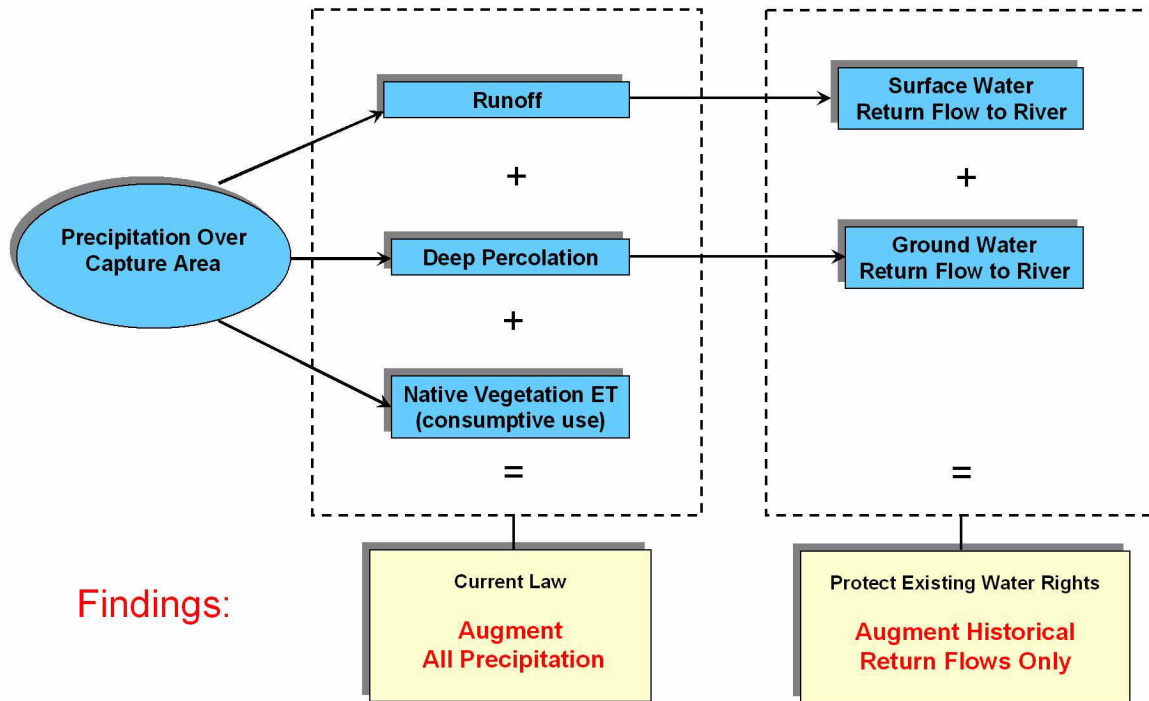 Precipitation Over
Capture Area
Runoff
+
Deep Percolation
+
Native Vegetation ET
(consumptive use)
=
Surface Water
Return Flow to River
+
Ground Water
Return Flow to River
=
Findings:
Current Law
Augment
All Precipitation
Protect Existing Water Rights
Augment Historical
Return Flows Only